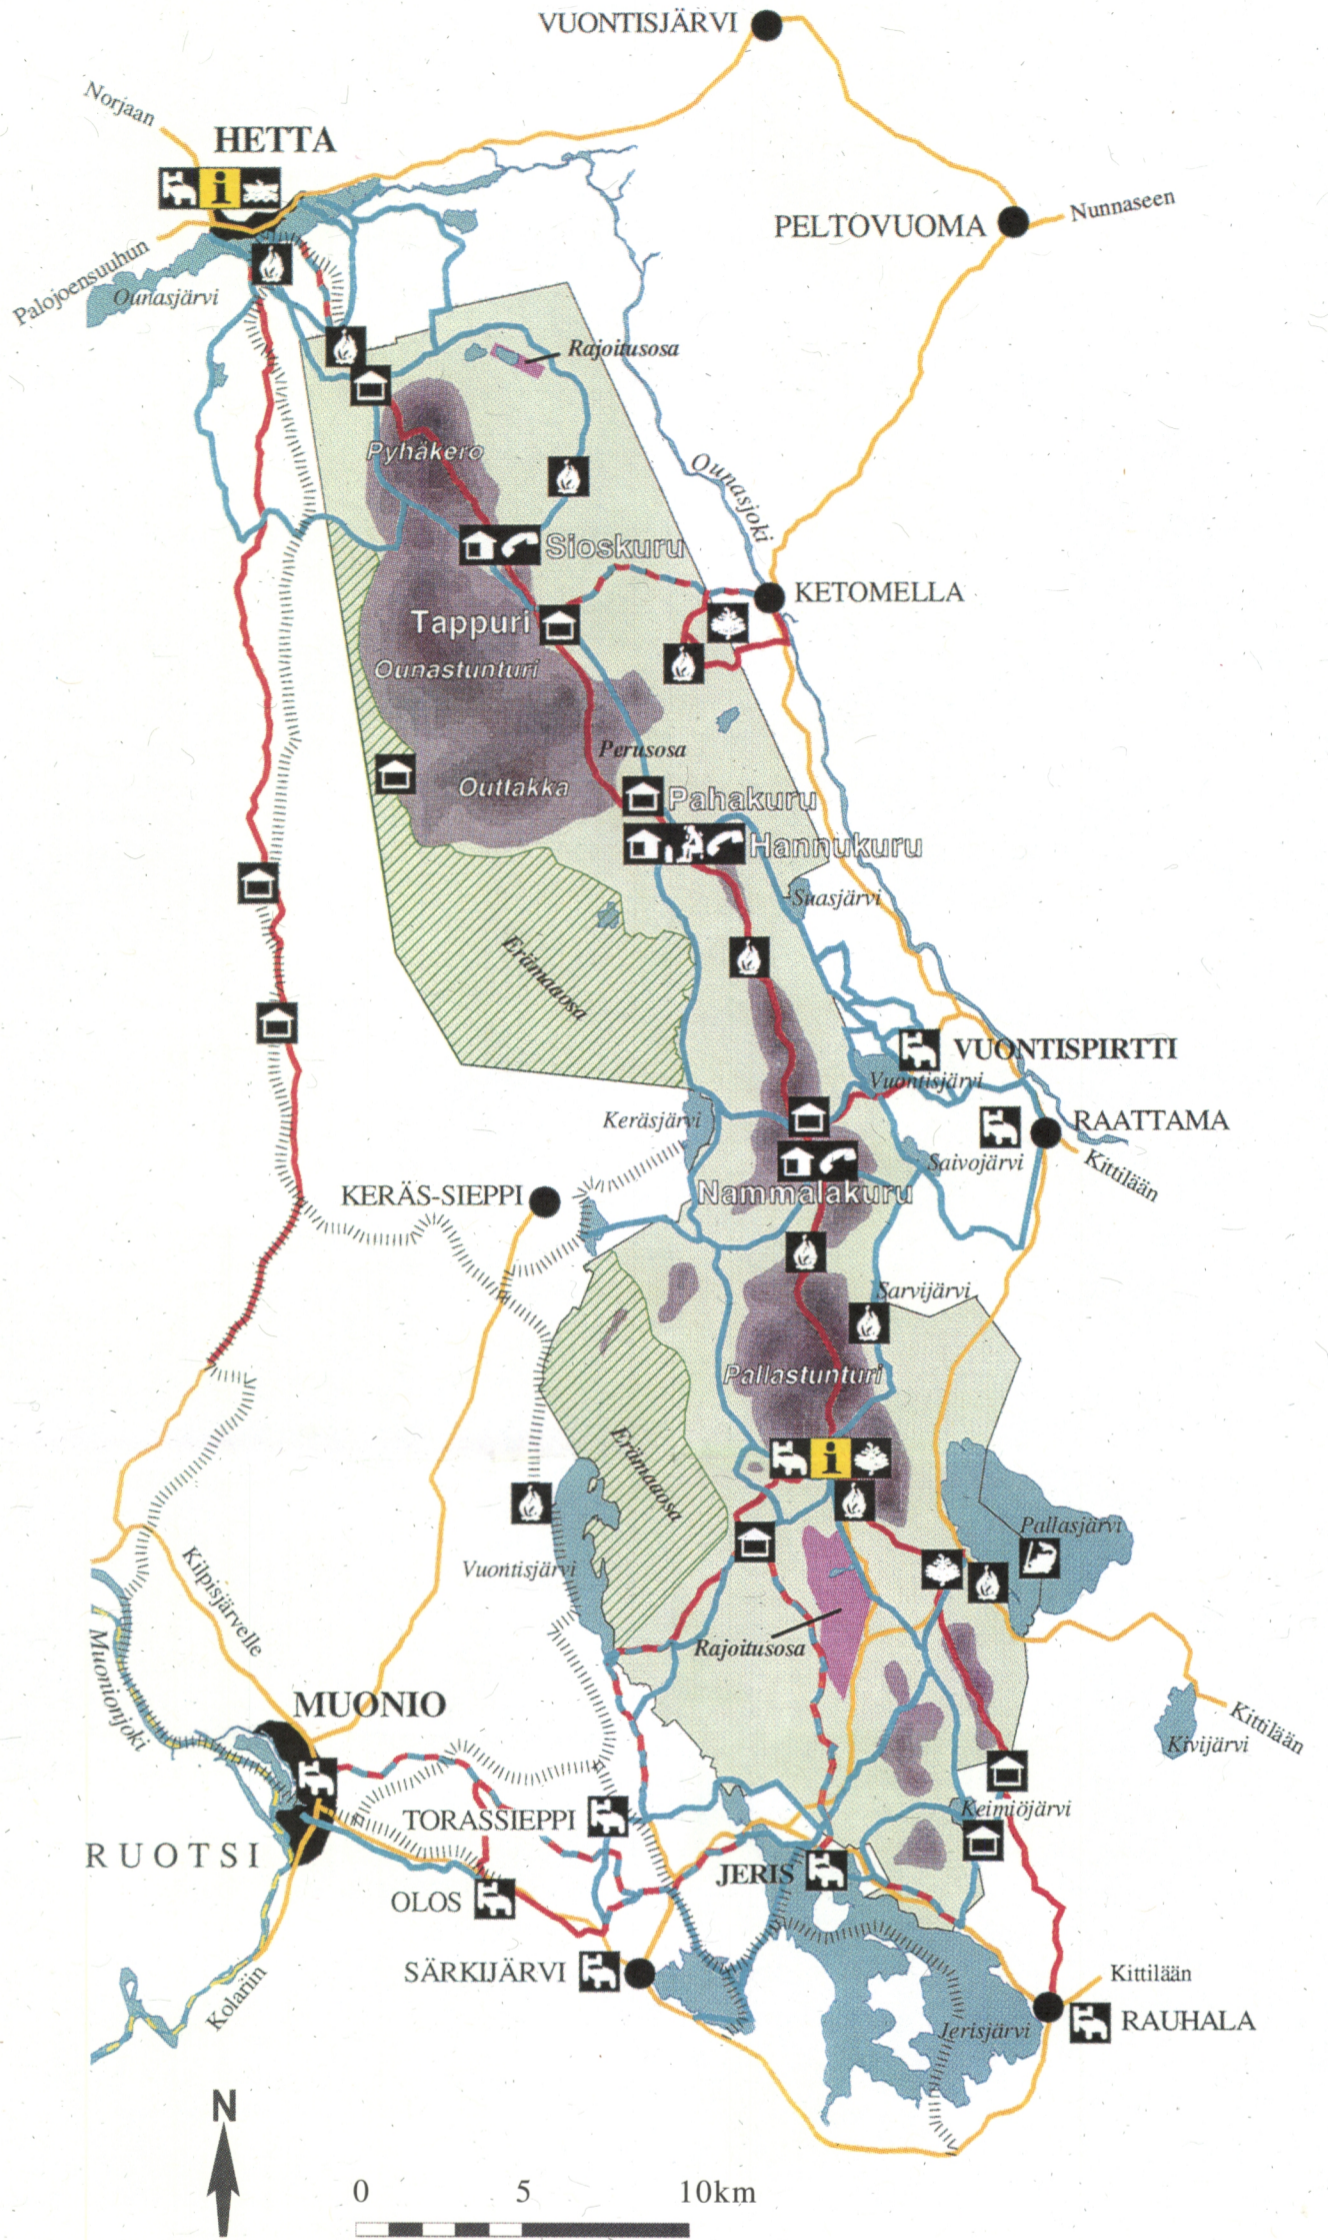 VUONTISJÄRVI
Norjaan
HETTA
i
Nunnaseen
PELTOVUOMA
Palojoensuuhun
Ounasjärvi
Rajoitusosa
Pyhäkero
Ounasjoki
Sioskuru
KETOMELLA
Tappuri
Ounastunturi
Perusosa
Outtakka
Pahakuru
Hannukuru
Suasjärvi
Erämaaosa
VUONTISPIRTTI
Vuontisjärvi
Keräsjärvi
RAATTAMA
Saivojärvi
Kittilään
KERÄS-SIEPPI
Nammalakuru
Sarvijärvi
Pallastunturi
Erämaaosa
i
Pallasjärvi
Vuontisjärvi
Kilpisjärvelle
Rajoitusosa
Muonionjoki
MUONIO
Kittilään
Kivijärvi
Keimiöjärvi
TORASSIEPPI
RUOTSI
JERIS
OLOS
SÄRKIJÄRVI
Kolariin
Kittilään
Jerisjärvi
RAUHALA
N
0 5 10km